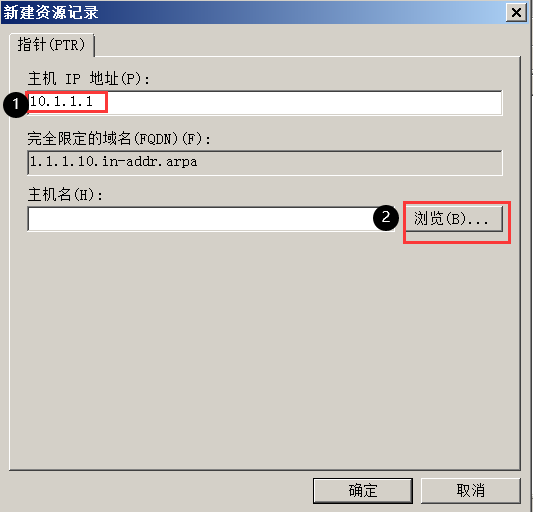 新建资源记录
指针(PTR)
主机 IP 地址(P):
1 10.1.1.1
完全限定的域名(FQDN)(F):
1.1.1.10.in-addr.arpa
主机名(H):
2 浏览(B)...
确定 取消